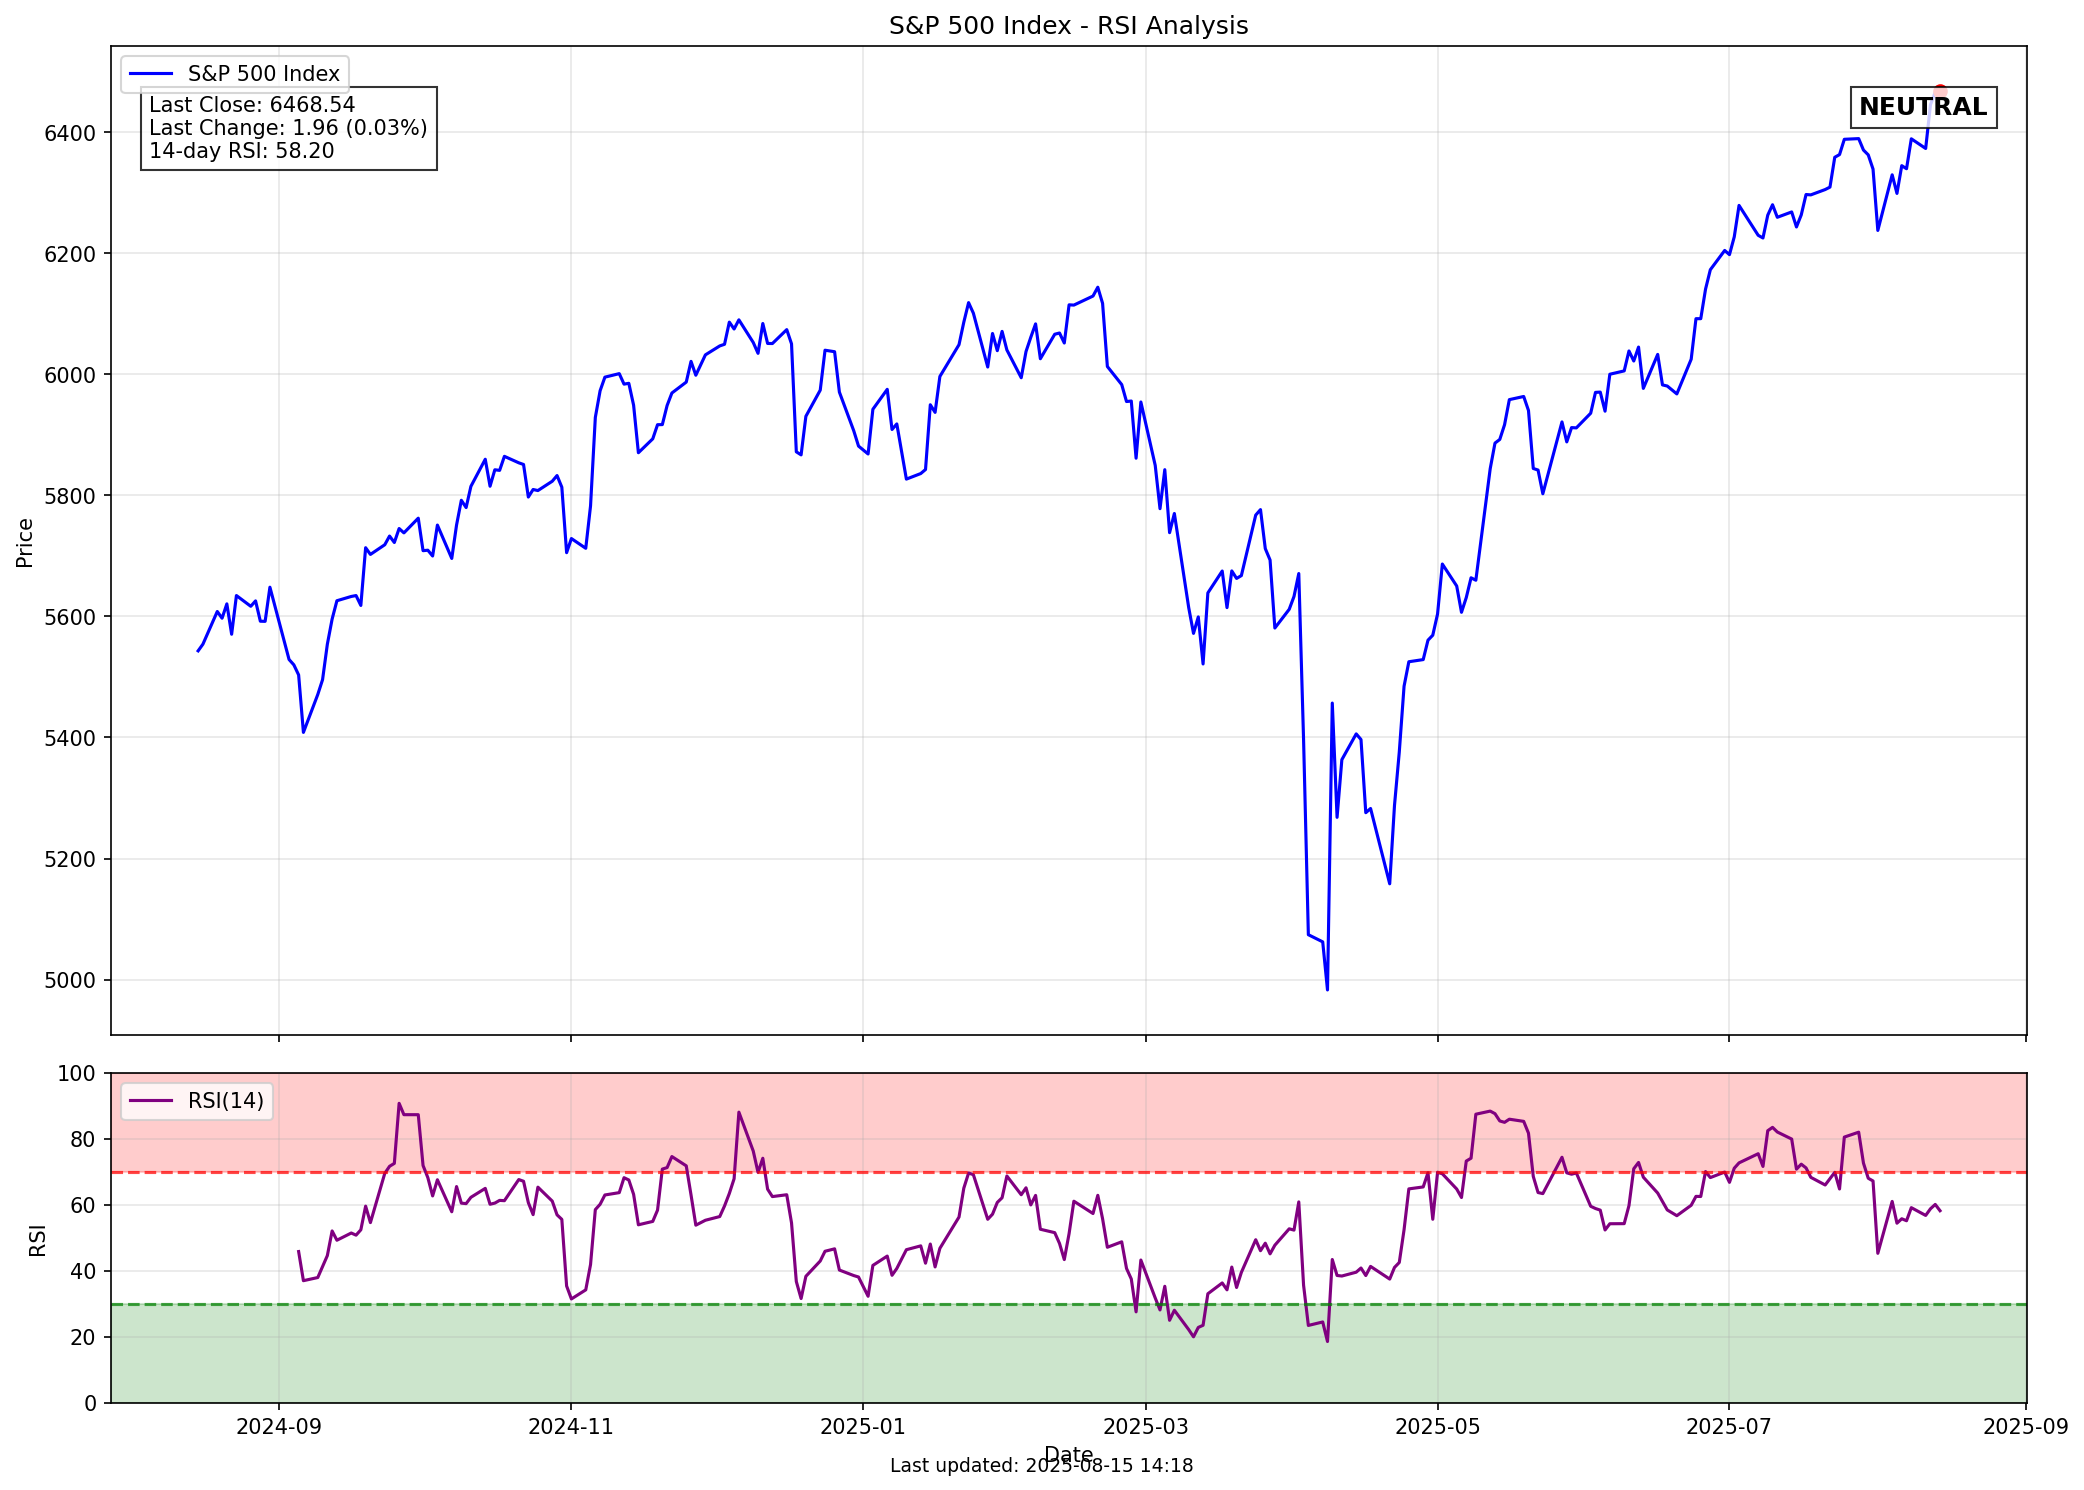 S&P 500 Index - RSI Analysis
S&P 500 Index
Last Close: 6468.54
Last Change: 1.96 (0.03%)
14-day RSI: 58.20
NEUTRAL
Price
6400
6200
6000
5800
5600
5400
5200
5000
RSI(14)
RSI
100
80
60
40
20
0
2024-09
2024-11
2025-01
2025-03
2025-05
2025-07
2025-09
Date
Last updated: 2025-08-15 14:18